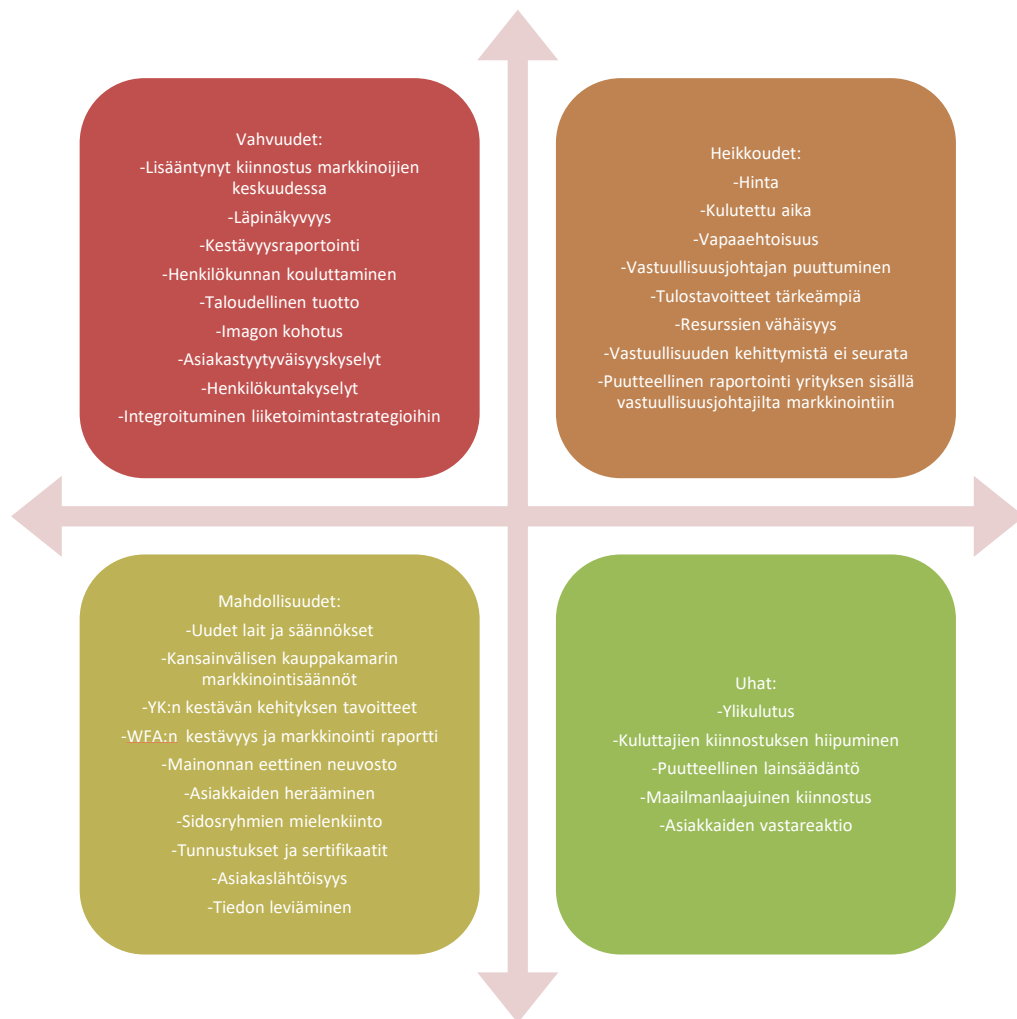 Vahvuudet:
-Lisääntynyt kiinnostus markkinoijien
keskuudessa
-Läpinäkyvyys
-Kestävyysraportointi
-Henkilökunnan kouluttaminen
-Taloudellinen tuotto
-Imagon kohotus
-Asiakastyytyväisyyskyselyt
-Henkilökuntakyselyt
-Integroituminen liiketoimintastrategioihin
Heikkoudet:
-Hinta
-Kulutettu aika
-Vapaaehtoisuus
-Vastuullisuusjohtajan puuttuminen
-Tulostavoitteet tärkeämpiä
-Resurssien vähäisyys
-Vastuullisuuden kehittymistä ei seurata
-Puutteellinen raportointi yrityksen sisällä
vastuullisuusjohtajilta markkinointiin
Mahdollisuudet:
-Uudet lait ja säännökset
-Kansainvälisen kauppakamarin
markkinointisäännöt
-YK:n kestävän kehityksen tavoitteet
-WFA:n kestävyys ja markkinointi raportti
-Mainonnan eettinen neuvosto
-Asiakkaiden herääminen
-Sidosryhmien mielenkiinto
-Tunnustukset ja sertifikaatit
-Asiakaslähtöisyys
-Tiedon leviäminen
Uhat:
-Ylikulutus
-Kuluttajien kiinnostuksen hiipuminen
-Puutteellinen lainsäädäntö
-Maailmanlaajuinen kiinnostus
-Asiakkaiden vastareaktio